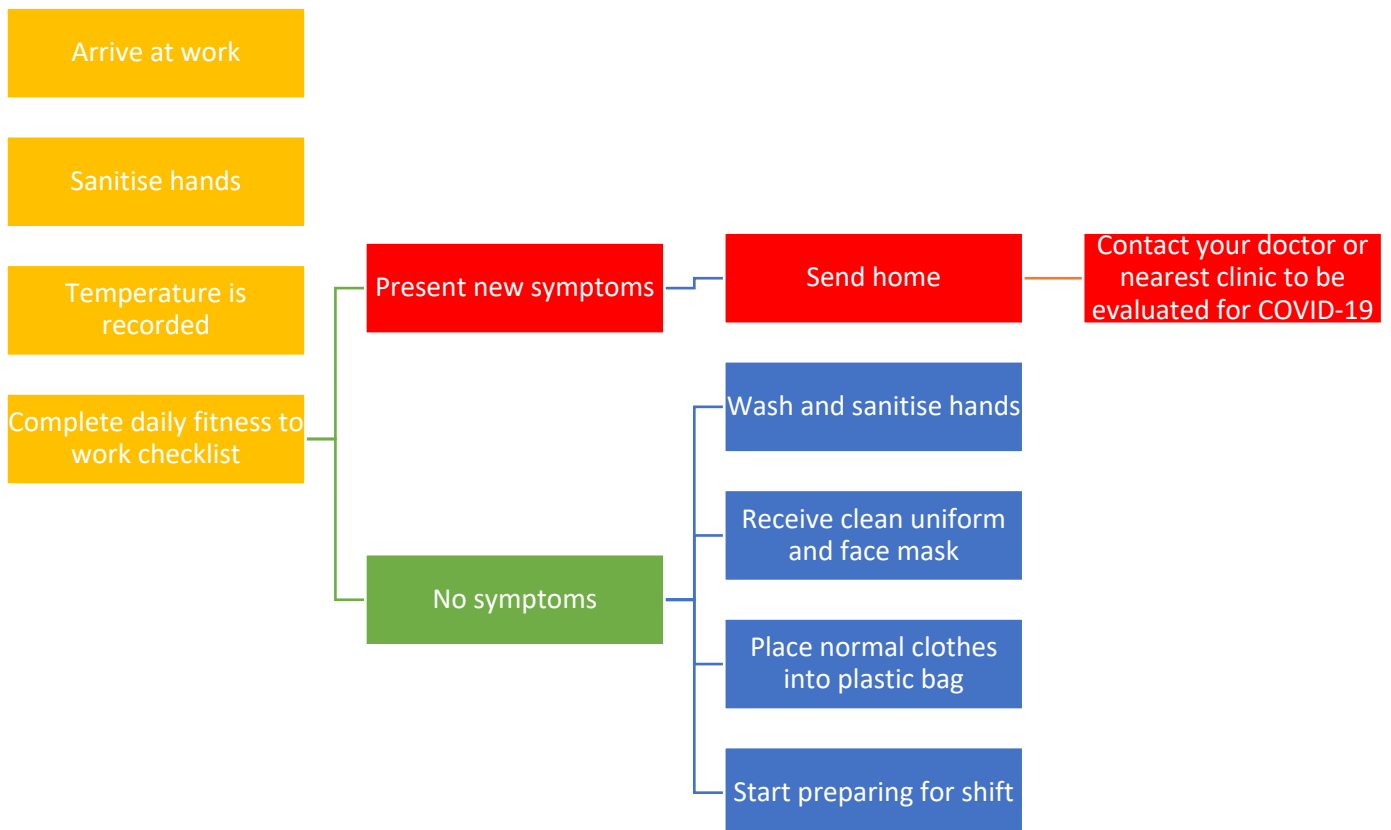 Arrive at work
Sanitise hands
Temperature is
recorded
Complete daily fitness to
work checklist
Present new symptoms
No symptoms
Send home
Wash and sanitise hands
Receive clean uniform
and face mask
Place normal clothes
into plastic bag
Start preparing for shift
Contact your doctor or
nearest clinic to be
evaluated for COVID-19